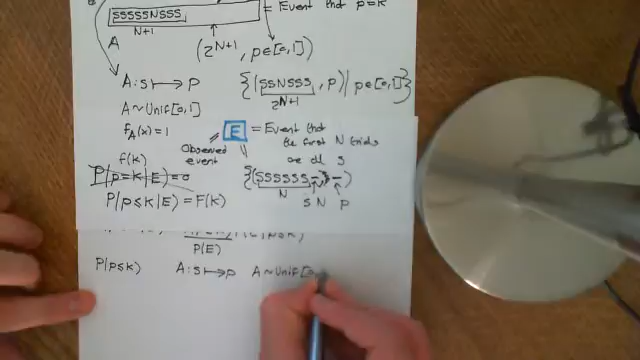 = Event that p=k
SSSSSNSSS
N+1
A
(2^{N+1}, p∈[0,1])
A: s ⟼ p
{(SSNSSS, p) | p∈[0,1]}
2^{N+1}
A ~ Unif[0,1]
f_A(x) = 1
E = Event that
the first N trials
are all S
Observed
event
f(k)
P(p=k|E) = 0
{(SSSSSS _ ), _ )
N
S N p
P(p≤k|E) = F(k)
P(E)
P(p≤k) A: s ⟼ p A ~ Unif[0,